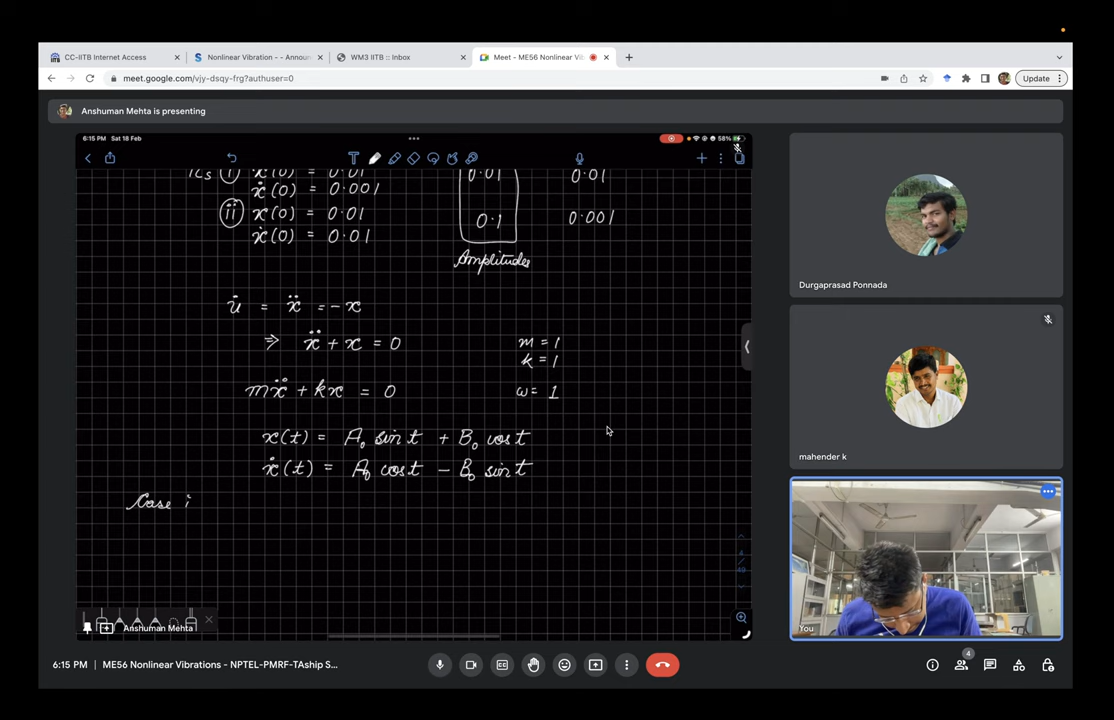 CC-IITB Internet Access
Nonlinear Vibration - - Announ
WM3 IITB :: Inbox
Meet - ME56 Nonlinear Vib
meet.google.com/vjy-dsqy-frg?authuser=0
Update
Anshuman Mehta is presenting
6:15 PM Sat 18 Feb
58%
ICs (i) x(0) = 0.01
ẋ(0) = 0.001
(ii) x(0) = 0.01
ẋ(0) = 0.01
0.01 0.01
0.1 0.001
Amplitudes
u̇ = ẍ = -x
⇒ ẍ + x = 0
m = 1
k = 1
mẍ + kx = 0
ω = 1
x(t) = A₀ sin t + B₀ cos t
ẋ(t) = A₀ cos t - B₀ sin t
Case i
Anshuman Mehta
Durgaprasad Ponnada
mahender k
You
6:15 PM | ME56 Nonlinear Vibrations - NPTEL-PMRF-TAship S...
4